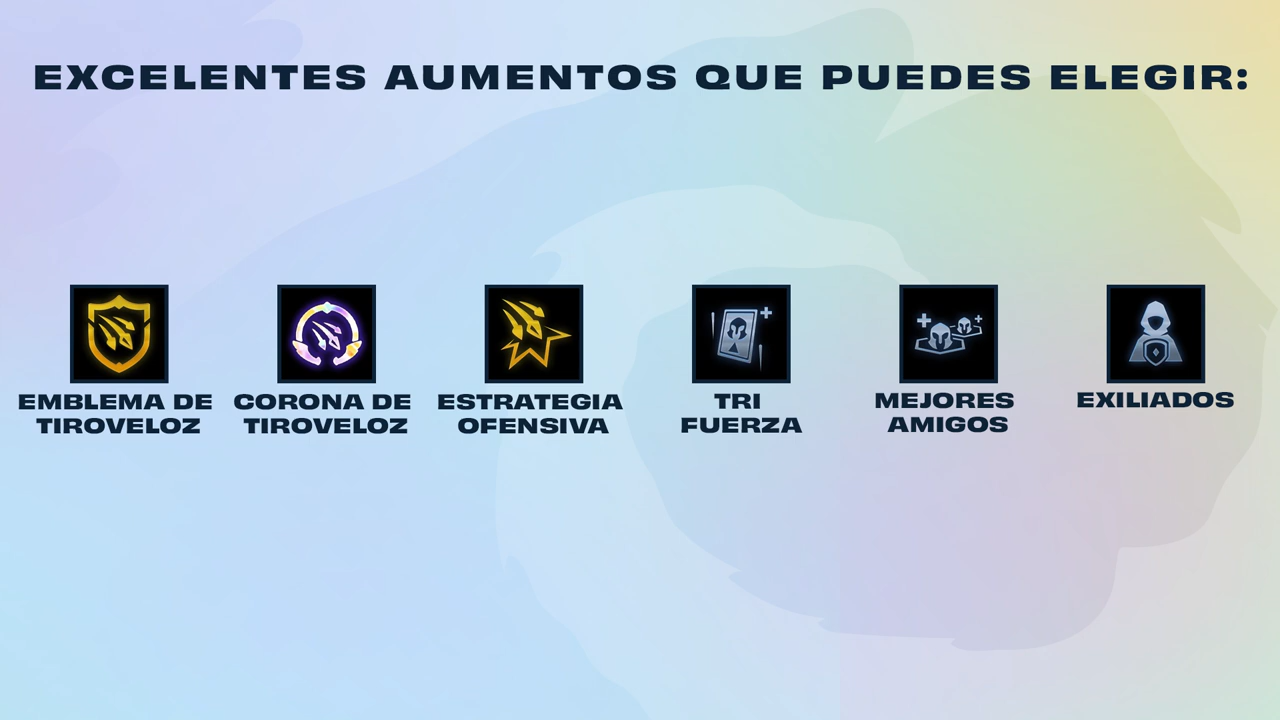 EXCELENTES AUMENTOS QUE PUEDES ELEGIR:
EMBLEMA DE
TIROVELOZ
CORONA DE
TIROVELOZ
ESTRATEGIA
OFENSIVA
TRI
FUERZA
MEJORES
AMIGOS
EXILIADOS